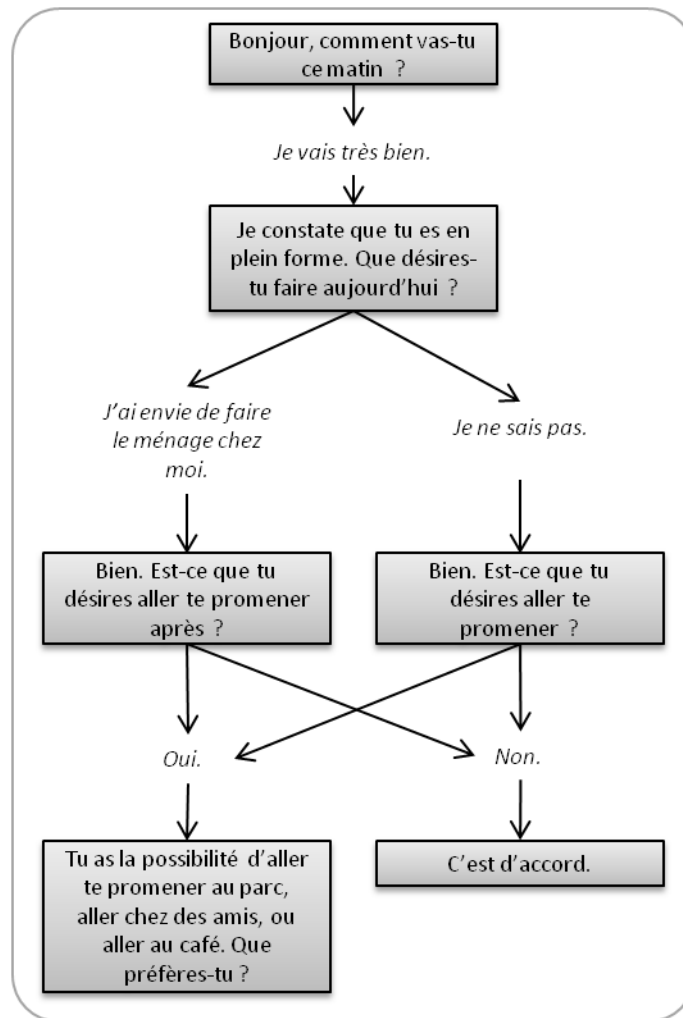 Bonjour, comment vas-tu
ce matin ?
Je vais très bien.
Je constate que tu es en
plein forme. Que désires-
tu faire aujourd'hui ?
J'ai envie de faire
le ménage chez
moi.
Je ne sais pas.
Bien. Est-ce que tu
désires aller te promener
après ?
Bien. Est-ce que tu
désires aller te
promener ?
Oui.
Non.
Tu as la possibilité d'aller
te promener au parc,
aller chez des amis, ou
aller au café. Que
préfères-tu ?
C'est d'accord.